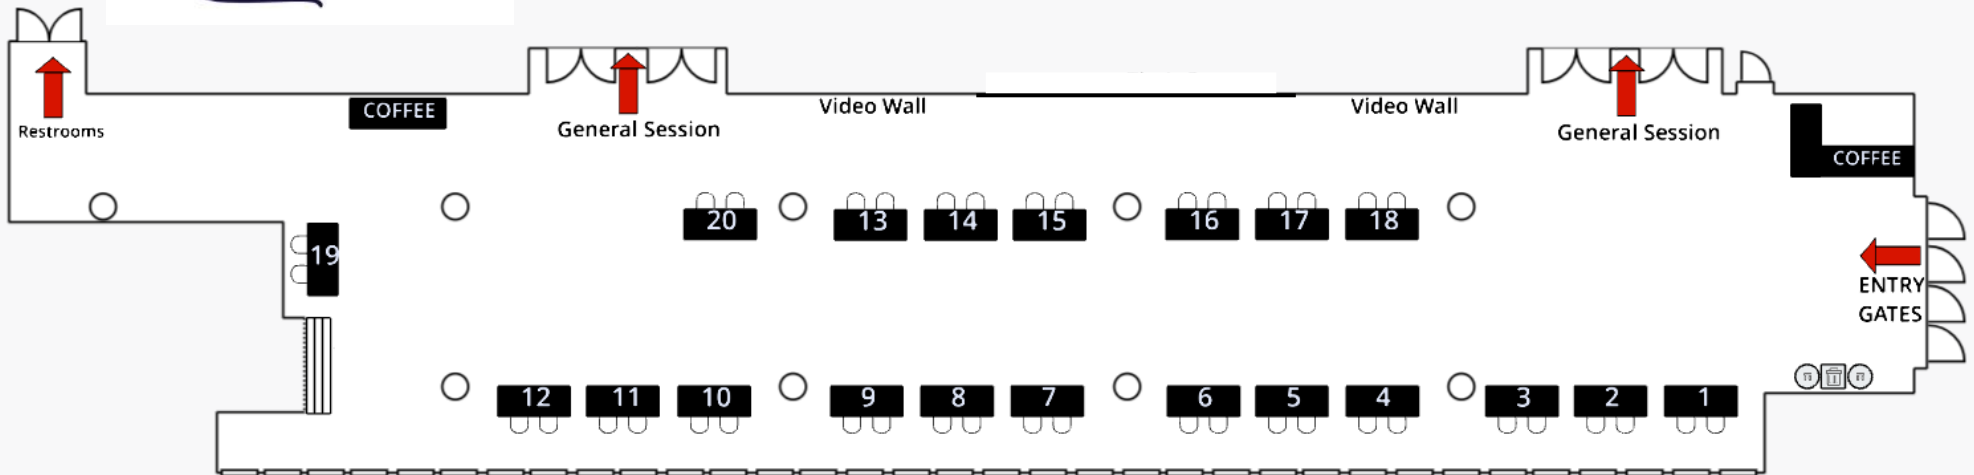 COFFEE
Video Wall
Video Wall
Restrooms
General Session
General Session
COFFEE
20
13
14
15
16
17
18
19
ENTRY
GATES
12
11
10
9
8
7
6
5
4
3
2
1